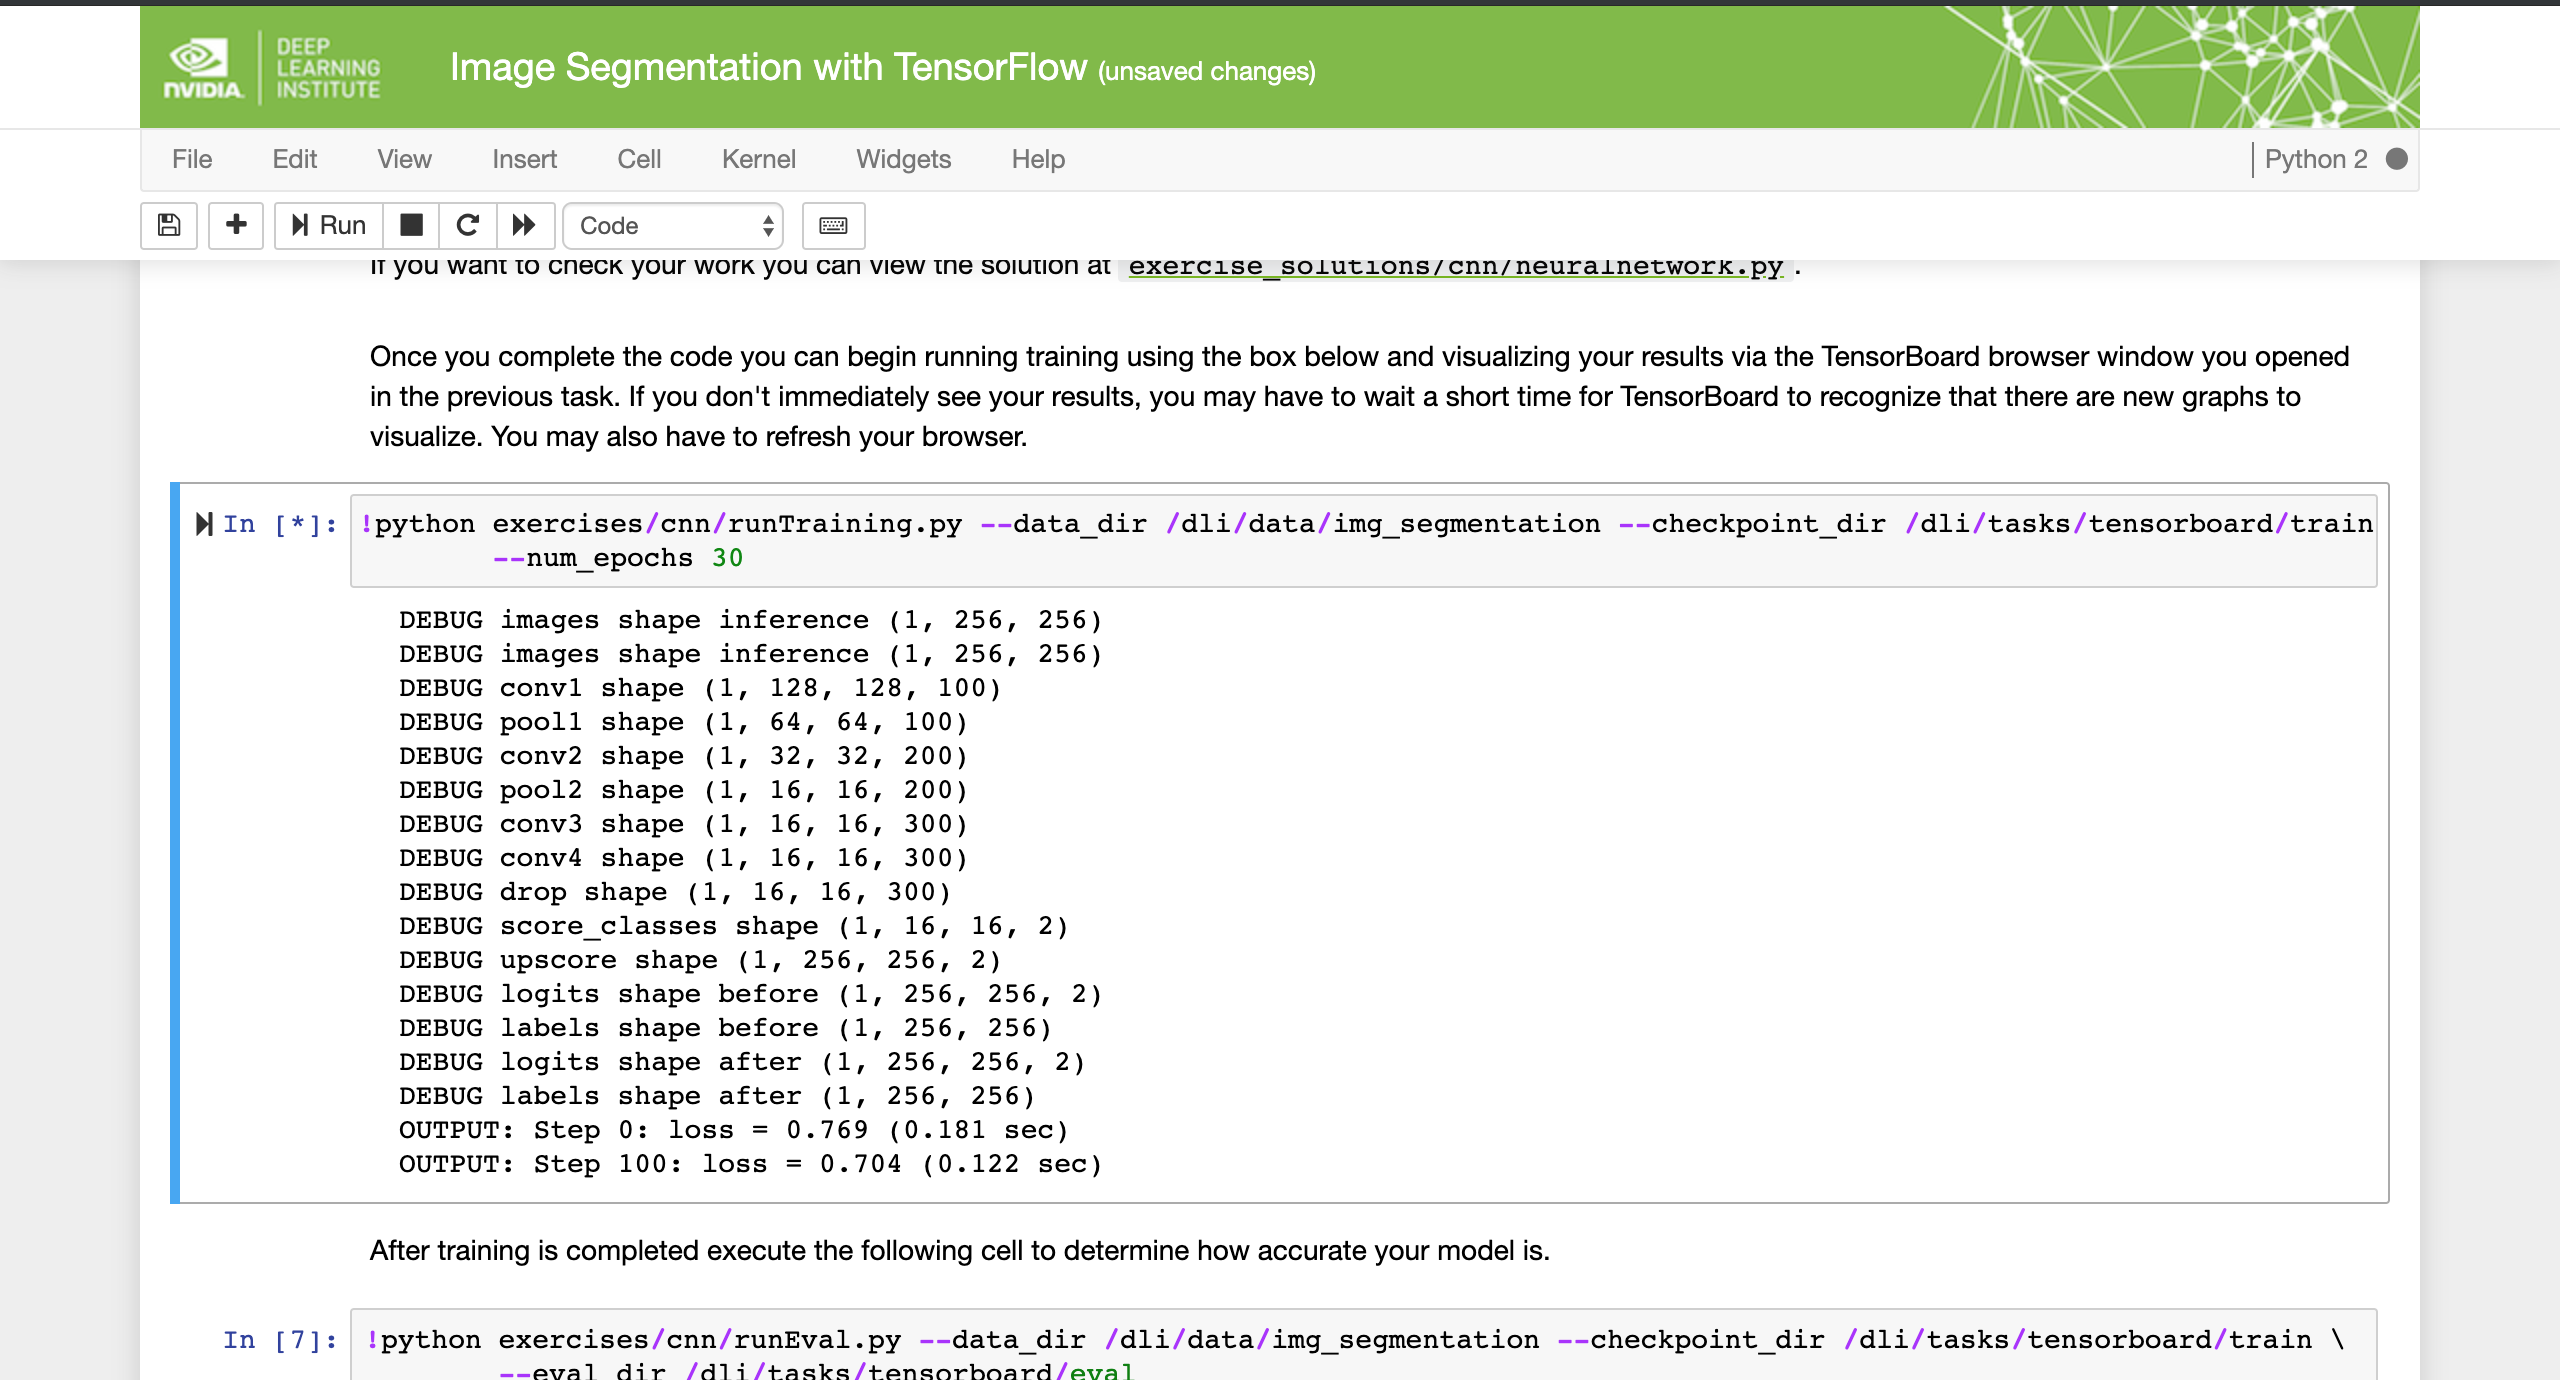 DEEP
LEARNING
INSTITUTE
NVIDIA.
Image Segmentation with TensorFlow (unsaved changes)
File Edit View Insert Cell Kernel Widgets Help Python 2
Run Code
If you want to check your work you can view the solution at exercise_solutions/cnn/neuralnetwork.py .
Once you complete the code you can begin running training using the box below and visualizing your results via the TensorBoard browser window you opened
in the previous task. If you don't immediately see your results, you may have to wait a short time for TensorBoard to recognize that there are new graphs to
visualize. You may also have to refresh your browser.
In [*]: !python exercises/cnn/runTraining.py --data_dir /dli/data/img_segmentation --checkpoint_dir /dli/tasks/tensorboard/train
--num_epochs 30
DEBUG images shape inference (1, 256, 256)
DEBUG images shape inference (1, 256, 256)
DEBUG conv1 shape (1, 128, 128, 100)
DEBUG pool1 shape (1, 64, 64, 100)
DEBUG conv2 shape (1, 32, 32, 200)
DEBUG pool2 shape (1, 16, 16, 200)
DEBUG conv3 shape (1, 16, 16, 300)
DEBUG conv4 shape (1, 16, 16, 300)
DEBUG drop shape (1, 16, 16, 300)
DEBUG score_classes shape (1, 16, 16, 2)
DEBUG upscore shape (1, 256, 256, 2)
DEBUG logits shape before (1, 256, 256, 2)
DEBUG labels shape before (1, 256, 256)
DEBUG logits shape after (1, 256, 256, 2)
DEBUG labels shape after (1, 256, 256)
OUTPUT: Step 0: loss = 0.769 (0.181 sec)
OUTPUT: Step 100: loss = 0.704 (0.122 sec)
After training is completed execute the following cell to determine how accurate your model is.
In [7]: !python exercises/cnn/runEval.py --data_dir /dli/data/img_segmentation --checkpoint_dir /dli/tasks/tensorboard/train \
--eval_dir /dli/tasks/tensorboard/eval